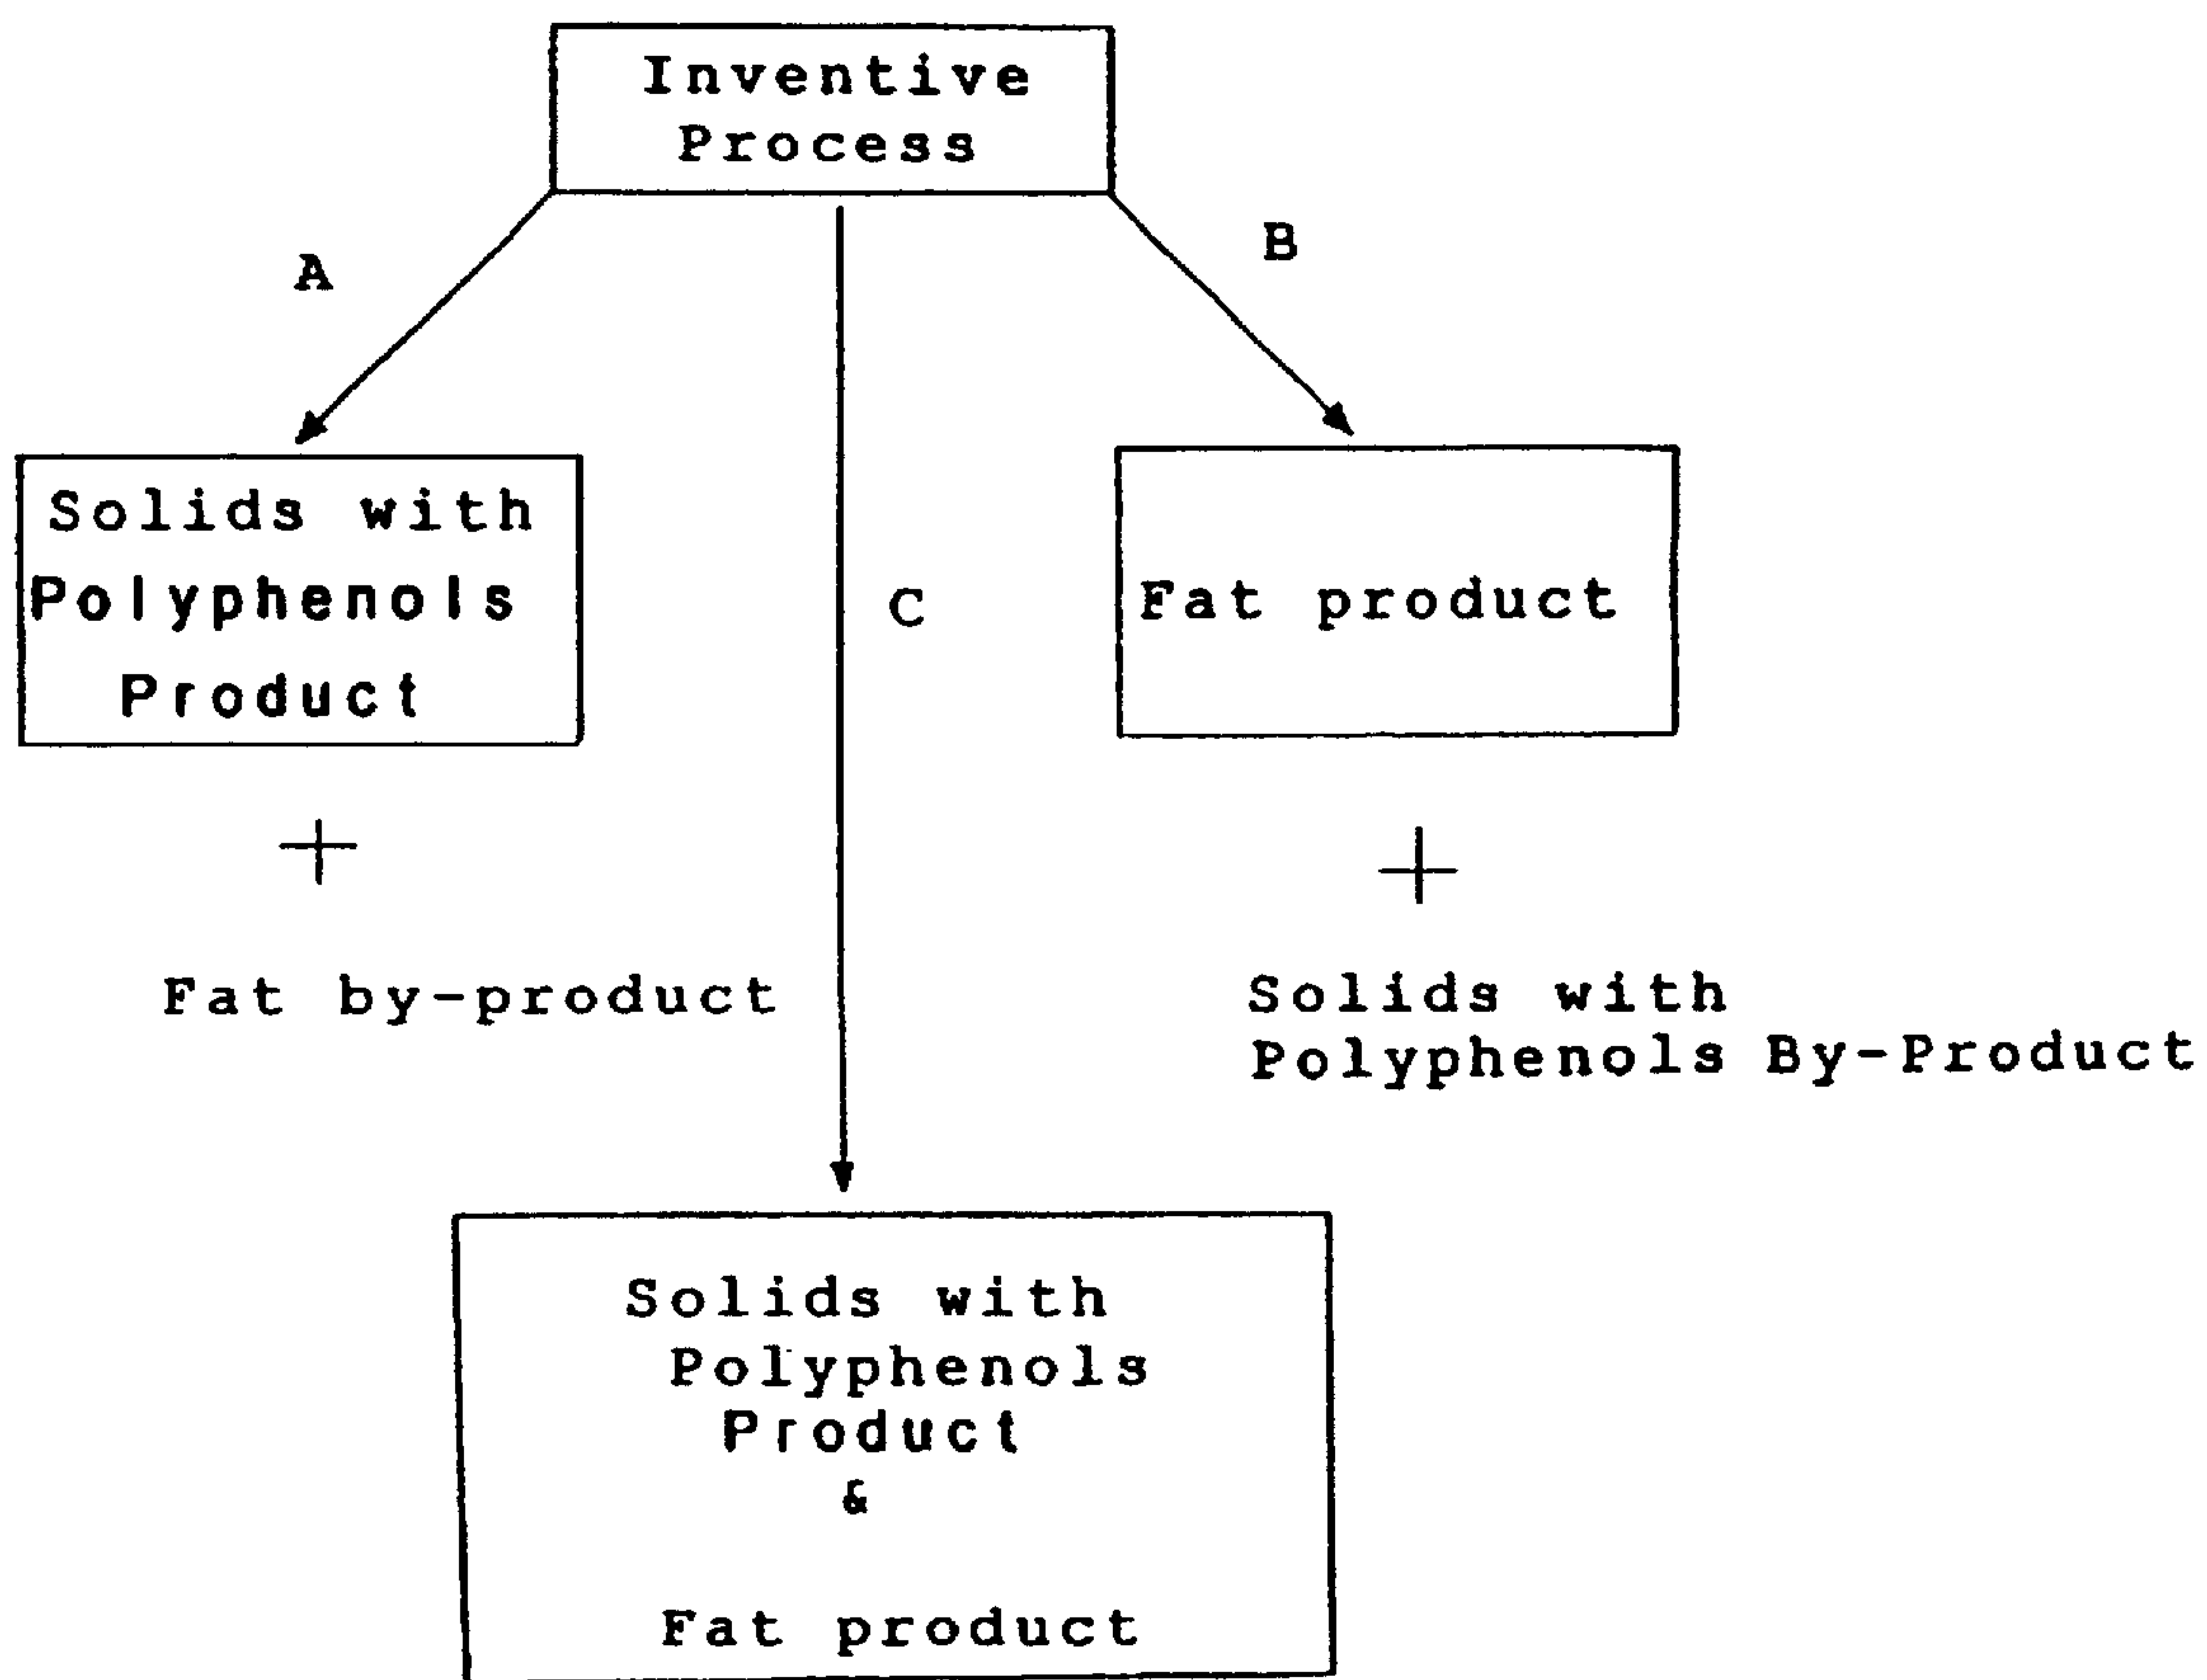 Inventive
Process
A
B
Solids with
Polyphenols
Product
C
Fat product
+
+
Fat by-product
Solids with
Polyphenols By-Product
Solids with
Polyphenols
Product
&
Fat product